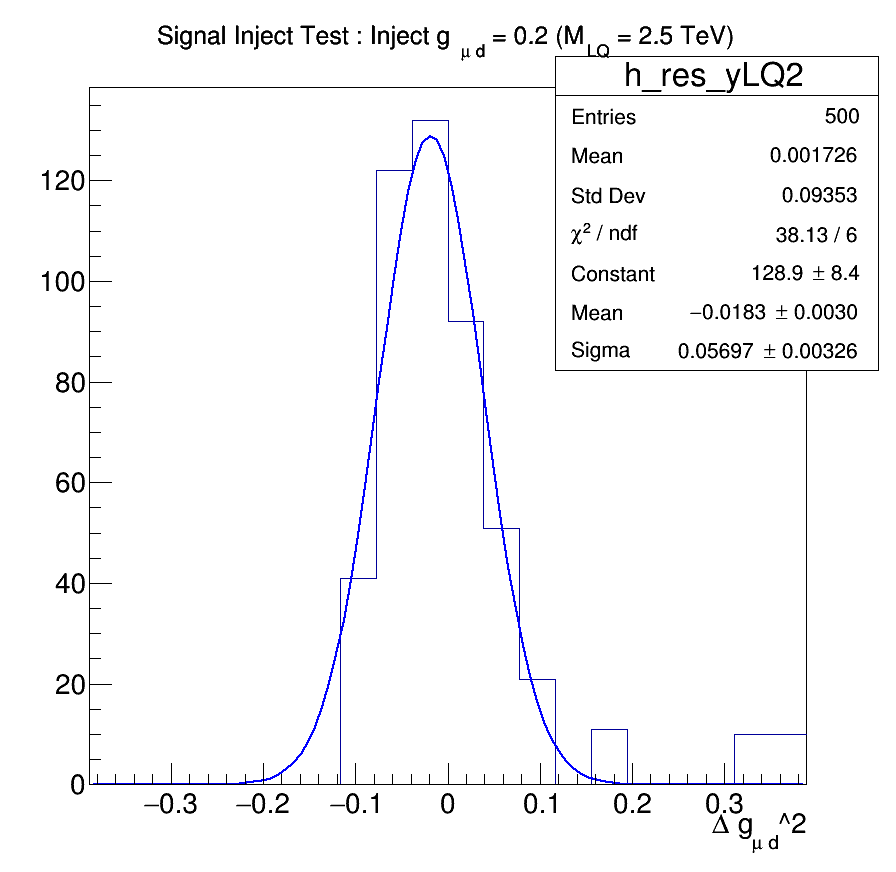 Signal Inject Test : Inject g μ d = 0.2 (M LQ = 2.5 TeV)
h_res_yLQ2
Entries 500
Mean 0.001726
Std Dev 0.09353
χ² / ndf 38.13 / 6
Constant 128.9 ± 8.4
Mean −0.0183 ± 0.0030
Sigma 0.05697 ± 0.00326
120
100
80
60
40
20
0
−0.3 −0.2 −0.1 0 0.1 0.2 0.3
Δ g μ d ^2